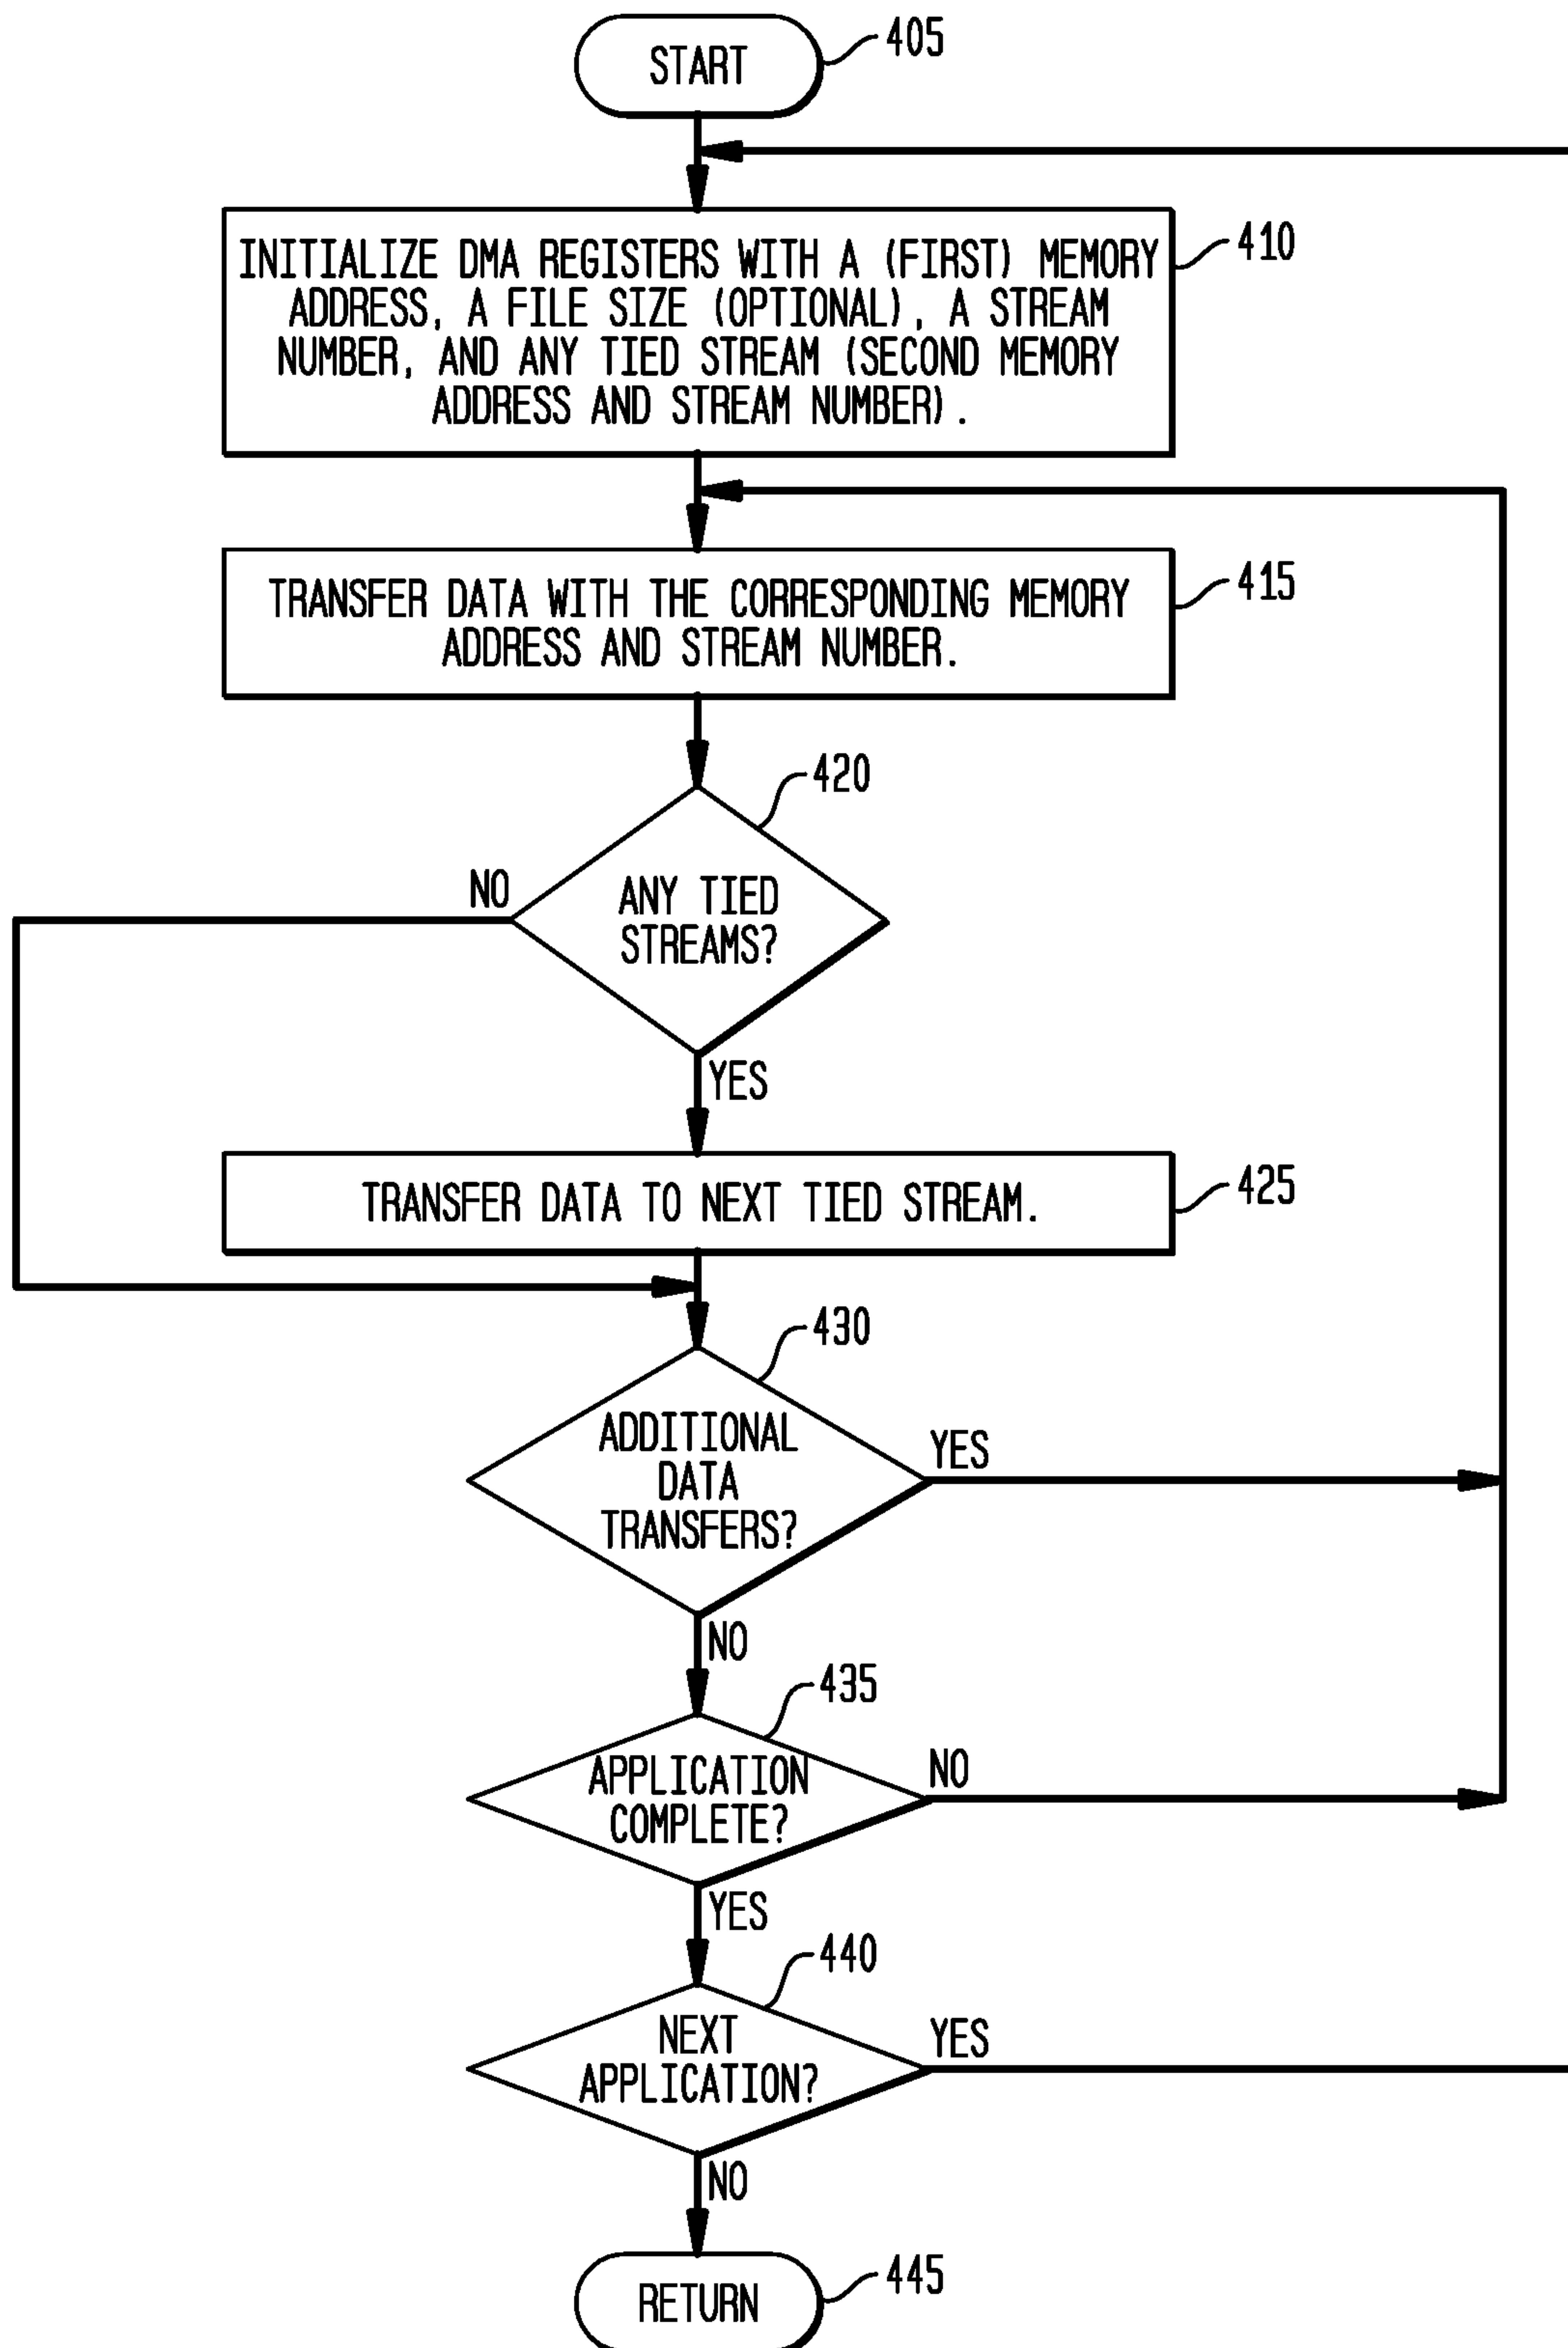 START
405
INITIALIZE DMA REGISTERS WITH A (FIRST) MEMORY
ADDRESS, A FILE SIZE (OPTIONAL), A STREAM
NUMBER, AND ANY TIED STREAM (SECOND MEMORY
ADDRESS AND STREAM NUMBER).
410
TRANSFER DATA WITH THE CORRESPONDING MEMORY
ADDRESS AND STREAM NUMBER.
415
420
NO
ANY TIED
STREAMS?
YES
TRANSFER DATA TO NEXT TIED STREAM.
425
430
ADDITIONAL
DATA
TRANSFERS?
YES
NO
435
APPLICATION
COMPLETE?
NO
YES
440
NEXT
APPLICATION?
YES
NO
RETURN
445